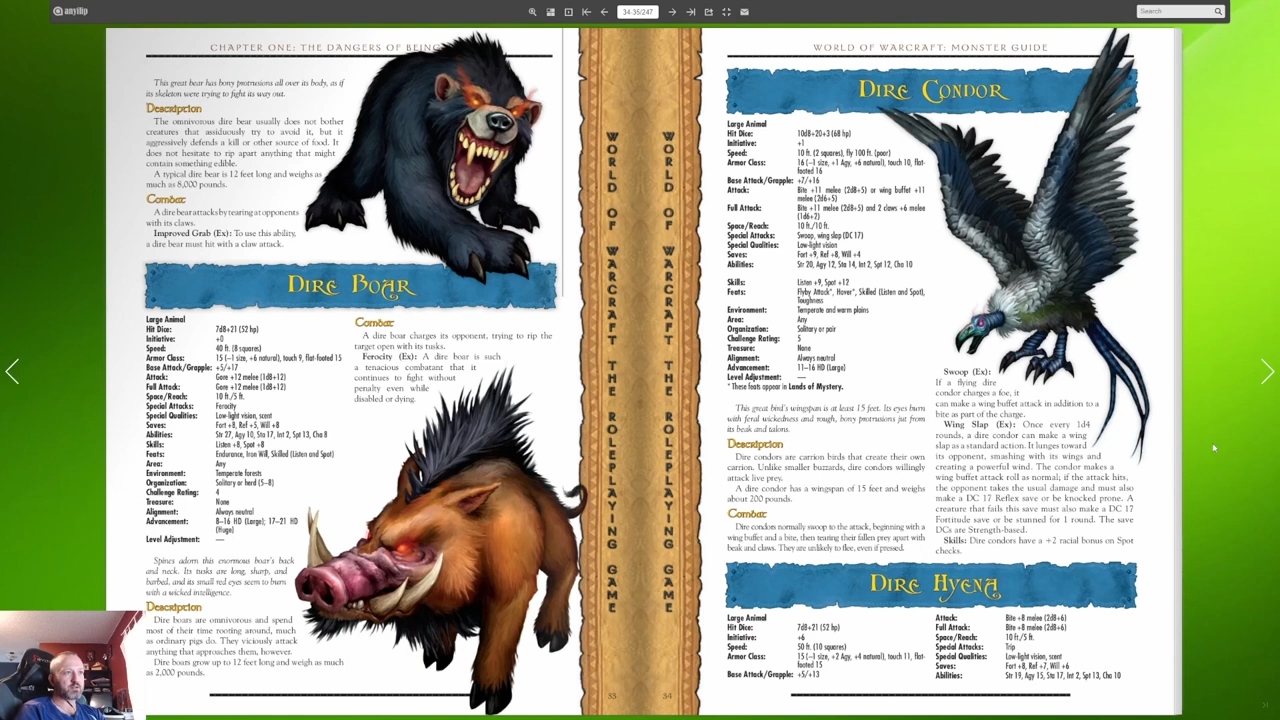 anyflip
34-35/247
Search
CHAPTER ONE: THE DANGERS OF BEING
This great bear has bony protrusions all over its body, as if
its skeleton were trying to fight its way out.
Description
The omnivorous dire bear usually does not bother
creatures that assiduously try to avoid it, but it
aggressively defends a kill or other source of food. It
does not hesitate to rip apart anything that might
contain something edible.
A typical dire bear is 12 feet long and weighs as
much as 8,000 pounds.
Combat
A dire bear attacks by tearing at opponents
with its claws.
Improved Grab (Ex): To use this ability,
a dire bear must hit with a claw attack.
Dire Boar
Large Animal
Hit Dice: 7d8+21 (52 hp)
Initiative: +0
Speed: 40 ft. (8 squares)
Armor Class: 15 (–1 size, +6 natural), touch 9, flat-footed 15
Base Attack/Grapple: +5/+17
Attack: Gore +12 melee (1d8+12)
Full Attack: Gore +12 melee (1d8+12)
Space/Reach: 10 ft./5 ft.
Special Attacks: Ferocity
Special Qualities: Low-light vision, scent
Saves: Fort +8, Ref +5, Will +8
Abilities: Str 27, Agy 10, Sta 17, Int 2, Spt 13, Cha 8
Skills: Listen +8, Spot +8
Feats: Endurance, Iron Will, Skilled (Listen and Spot)
Area: Any
Environment: Temperate forests
Organization: Solitary or herd (5–8)
Challenge Rating: 4
Treasure: None
Alignment: Always neutral
Advancement: 8–16 HD (Large); 17–21 HD
(Huge)
Level Adjustment: —
Spines adorn this enormous boar's back
and neck. Its tusks are long, sharp, and
barbed, and its small red eyes seem to burn
with a wicked intelligence.
Description
Dire boars are omnivorous and spend
most of their time rooting around, much
as ordinary pigs do. They viciously attack
anything that approaches them, however.
Dire boars grow up to 12 feet long and weigh as much
as 2,000 pounds.
Combat
A dire boar charges its opponent, trying to rip the
target open with its tusks.
Ferocity (Ex): A dire boar is such
a tenacious combatant that it
continues to fight without
penalty even while
disabled or dying.
WORLD OF WARCRAFT THE ROLEPLAYING GAME
33
WORLD OF WARCRAFT THE ROLEPLAYING GAME
34
WORLD OF WARCRAFT: MONSTER GUIDE
Dire Condor
Large Animal
Hit Dice: 10d8+20+3 (68 hp)
Initiative: +1
Speed: 10 ft. (2 squares), fly 100 ft. (poor)
Armor Class: 16 (–1 size, +1 Agy, +6 natural), touch 10, flat-
footed 16
Base Attack/Grapple: +7/+16
Attack: Bite +11 melee (2d8+5) or wing buffet +11
melee (2d6+5)
Full Attack: Bite +11 melee (2d8+5) and 2 claws +6 melee
(1d6+2)
Space/Reach: 10 ft./10 ft.
Special Attacks: Swoop, wing slap (DC 17)
Special Qualities: Low-light vision
Saves: Fort +9, Ref +8, Will +4
Abilities: Str 20, Agy 12, Sta 14, Int 2, Spt 12, Cha 10
Skills: Listen +9, Spot +12
Feats: Flyby Attack*, Hover*, Skilled (Listen and Spot),
Toughness
Environment: Temperate and warm plains
Area: Any
Organization: Solitary or pair
Challenge Rating: 5
Treasure: None
Alignment: Always neutral
Advancement: 11–16 HD (Large)
Level Adjustment: —
* These feats appear in Lands of Mystery.
This great bird's wingspan is at least 15 feet. Its eyes burn
with feral wickedness and rough, bony protrusions jut from
its beak and talons.
Description
Dire condors are carrion birds that create their own
carrion. Unlike smaller buzzards, dire condors willingly
attack live prey.
A dire condor has a wingspan of 15 feet and weighs
about 200 pounds.
Combat
Dire condors normally swoop to the attack, beginning with a
wing buffet and a bite, then tearing their fallen prey apart with
beak and claws. They are unlikely to flee, even if pressed.
Swoop (Ex):
If a flying dire
condor charges a foe, it
can make a wing buffet attack in addition to a
bite as part of the charge.
Wing Slap (Ex): Once every 1d4
rounds, a dire condor can make a wing
slap as a standard action. It lunges toward
its opponent, smashing with its wings and
creating a powerful wind. The condor makes a
wing buffet attack roll as normal; if the attack hits,
the opponent takes the usual damage and must also
make a DC 17 Reflex save or be knocked prone. A
creature that fails this save must also make a DC 17
Fortitude save or be stunned for 1 round. The save
DCs are Strength-based.
Skills: Dire condors have a +2 racial bonus on Spot
checks.
Dire Hyena
Large Animal
Hit Dice: 7d8+21 (52 hp)
Initiative: +6
Speed: 50 ft. (10 squares)
Armor Class: 15 (–1 size, +2 Agy, +4 natural), touch 11, flat-
footed 15
Base Attack/Grapple: +5/+13
Attack: Bite +8 melee (2d8+6)
Full Attack: Bite +8 melee (2d8+6)
Space/Reach: 10 ft./5 ft.
Special Attacks: Trip
Special Qualities: Low-light vision, scent
Saves: Fort +8, Ref +7, Will +6
Abilities: Str 19, Agy 15, Sta 17, Int 2, Spt 13, Cha 10